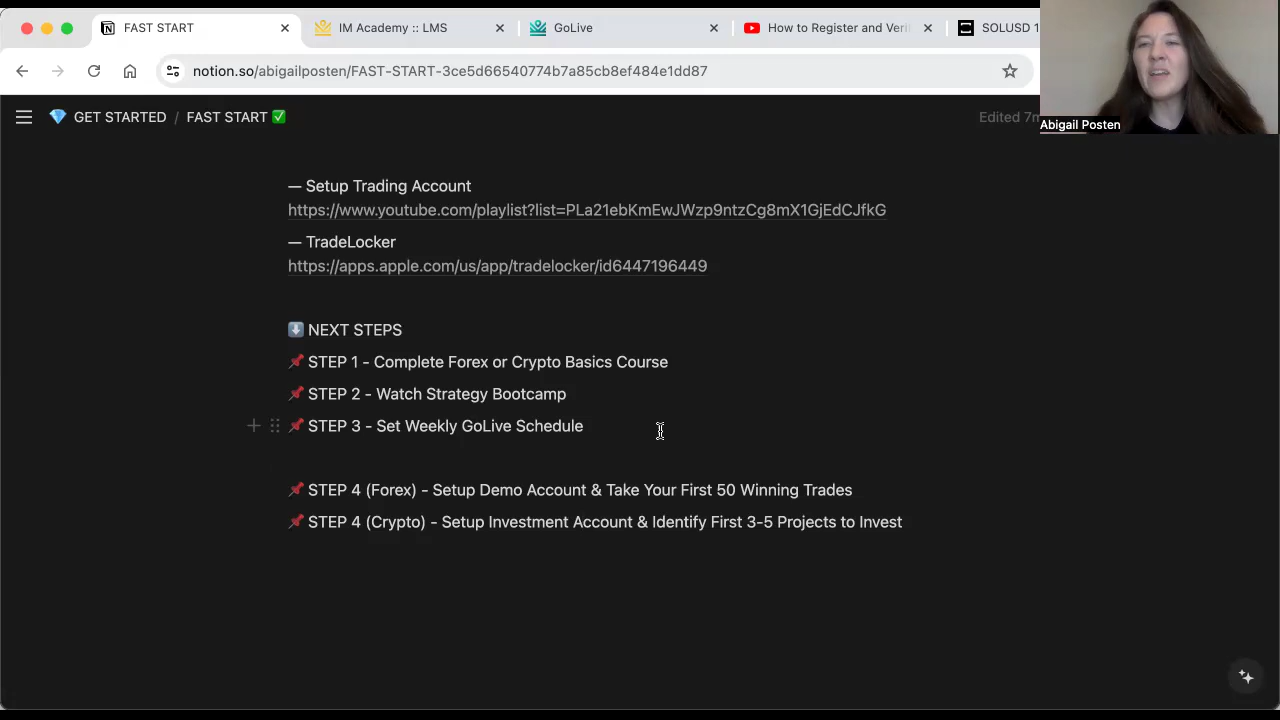 FAST START
IM Academy :: LMS
GoLive
How to Register and Veri
SOLUSD 1
notion.so/abigailposten/FAST-START-3ce5d66540774b7a85cb8ef484e1dd87
Abigail Posten
GET STARTED / FAST START
Edited 7m
— Setup Trading Account
https://www.youtube.com/playlist?list=PLa21ebKmEwJWzp9ntzCg8mX1GjEdCJfkG
— TradeLocker
https://apps.apple.com/us/app/tradelocker/id6447196449
NEXT STEPS
STEP 1 - Complete Forex or Crypto Basics Course
STEP 2 - Watch Strategy Bootcamp
STEP 3 - Set Weekly GoLive Schedule
STEP 4 (Forex) - Setup Demo Account & Take Your First 50 Winning Trades
STEP 4 (Crypto) - Setup Investment Account & Identify First 3-5 Projects to Invest